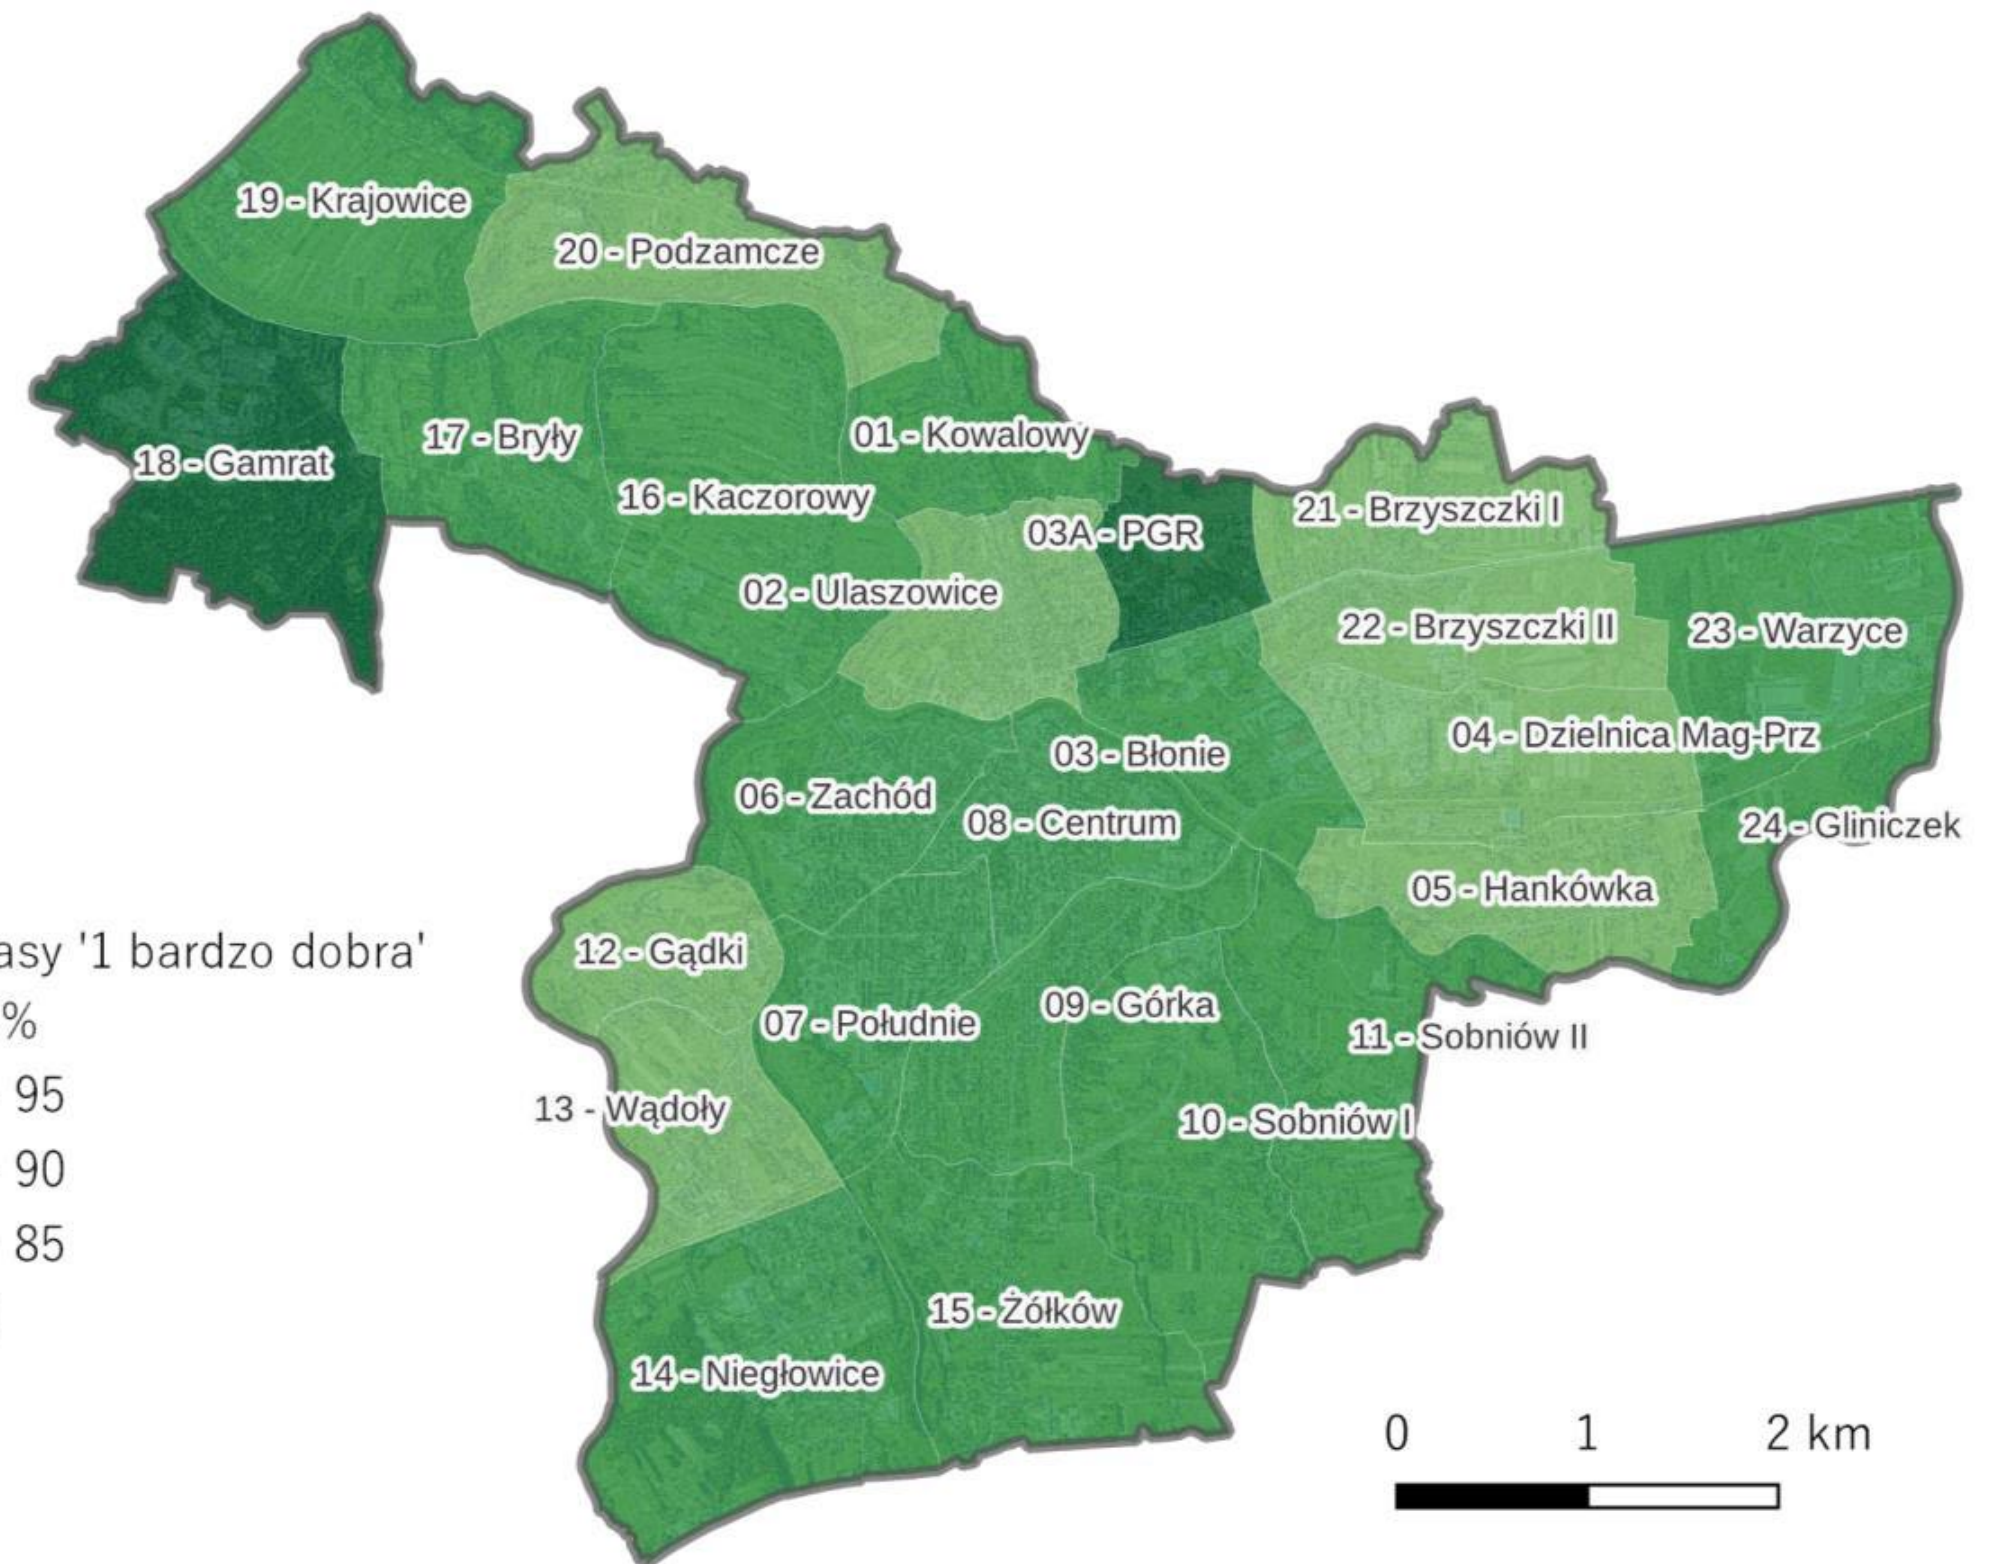 19 - Krajowice
20 - Podzamcze
01 - Kowalowy
17 - Bryły
18 - Gamrat
16 - Kaczorowy
21 - Brzyszczki I
03A - PGR
02 - Ulaszowice
22 - Brzyszczki II
23 - Warzyce
04 - Dzielnica Mag-Prz
03 - Błonie
06 - Zachód
08 - Centrum
24 - Gliniczek
05 - Hankówka
12 - Gądki
07 - Południe
09 - Górka
11 - Sobniów II
13 - Wądoły
10 - Sobniów I
15 - Żółków
14 - Niegłowice
asy '1 bardzo dobra'
%
95
90
85
0 1 2 km